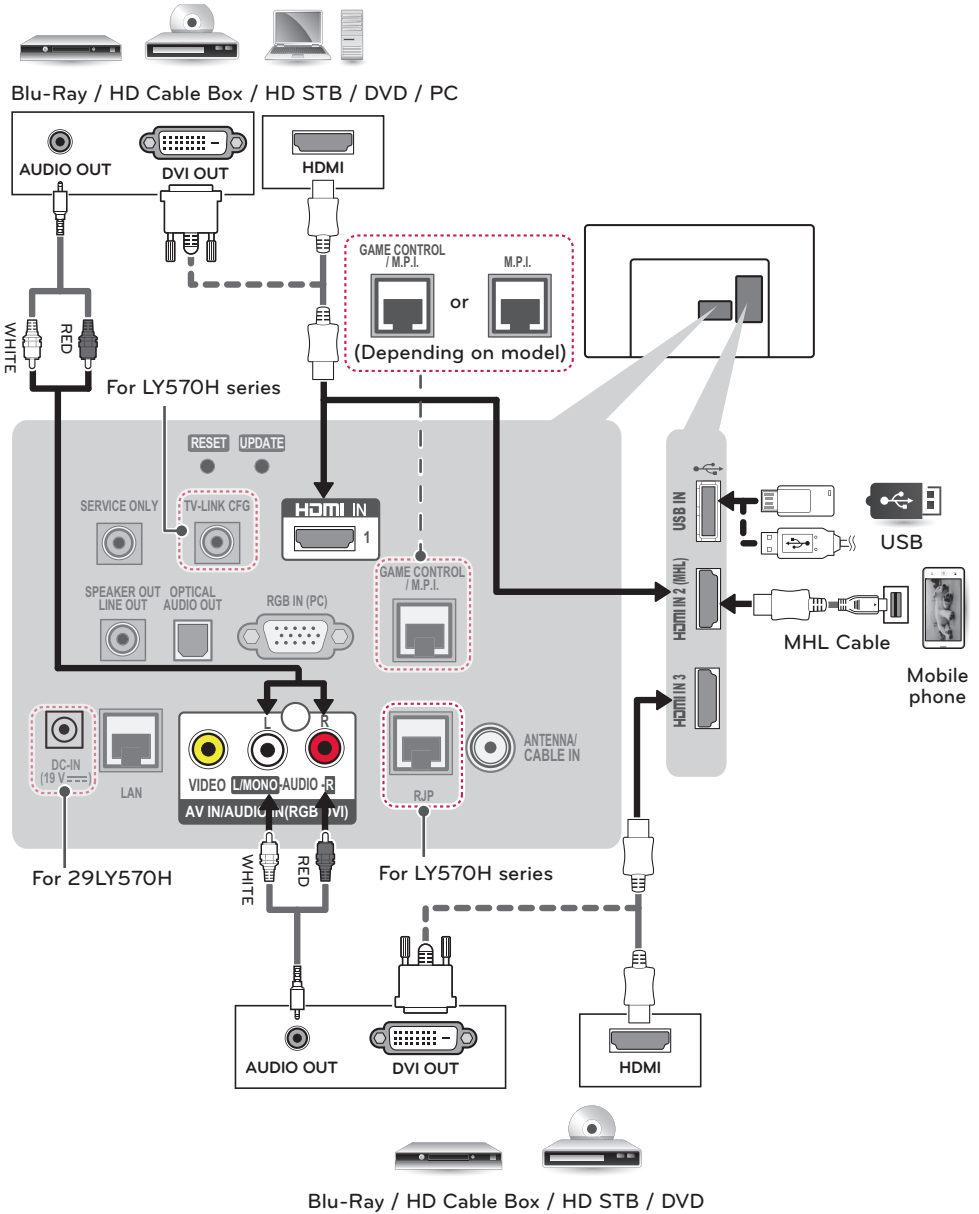 Blu-Ray / HD Cable Box / HD STB / DVD / PC
AUDIO OUT
DVI OUT
HDMI
GAME CONTROL
/ M.P.I.
M.P.I.
or
(Depending on model)
WHITE
RED
For LY570H series
RESET
UPDATE
SERVICE ONLY
TV-LINK CFG
HDMI IN
1
USB IN
USB
SPEAKER OUT
LINE OUT
OPTICAL
AUDIO OUT
RGB IN (PC)
GAME CONTROL
/ M.P.I.
HDMI IN 2 (MHL)
MHL Cable
Mobile
phone
HDMI IN 3
DC-IN
(19 V)
LAN
L
R
VIDEO L/MONO-AUDIO-R
AV IN/AUDIO IN(RGB/DVI)
RJP
ANTENNA/
CABLE IN
For 29LY570H
WHITE
RED
For LY570H series
AUDIO OUT
DVI OUT
HDMI
Blu-Ray / HD Cable Box / HD STB / DVD